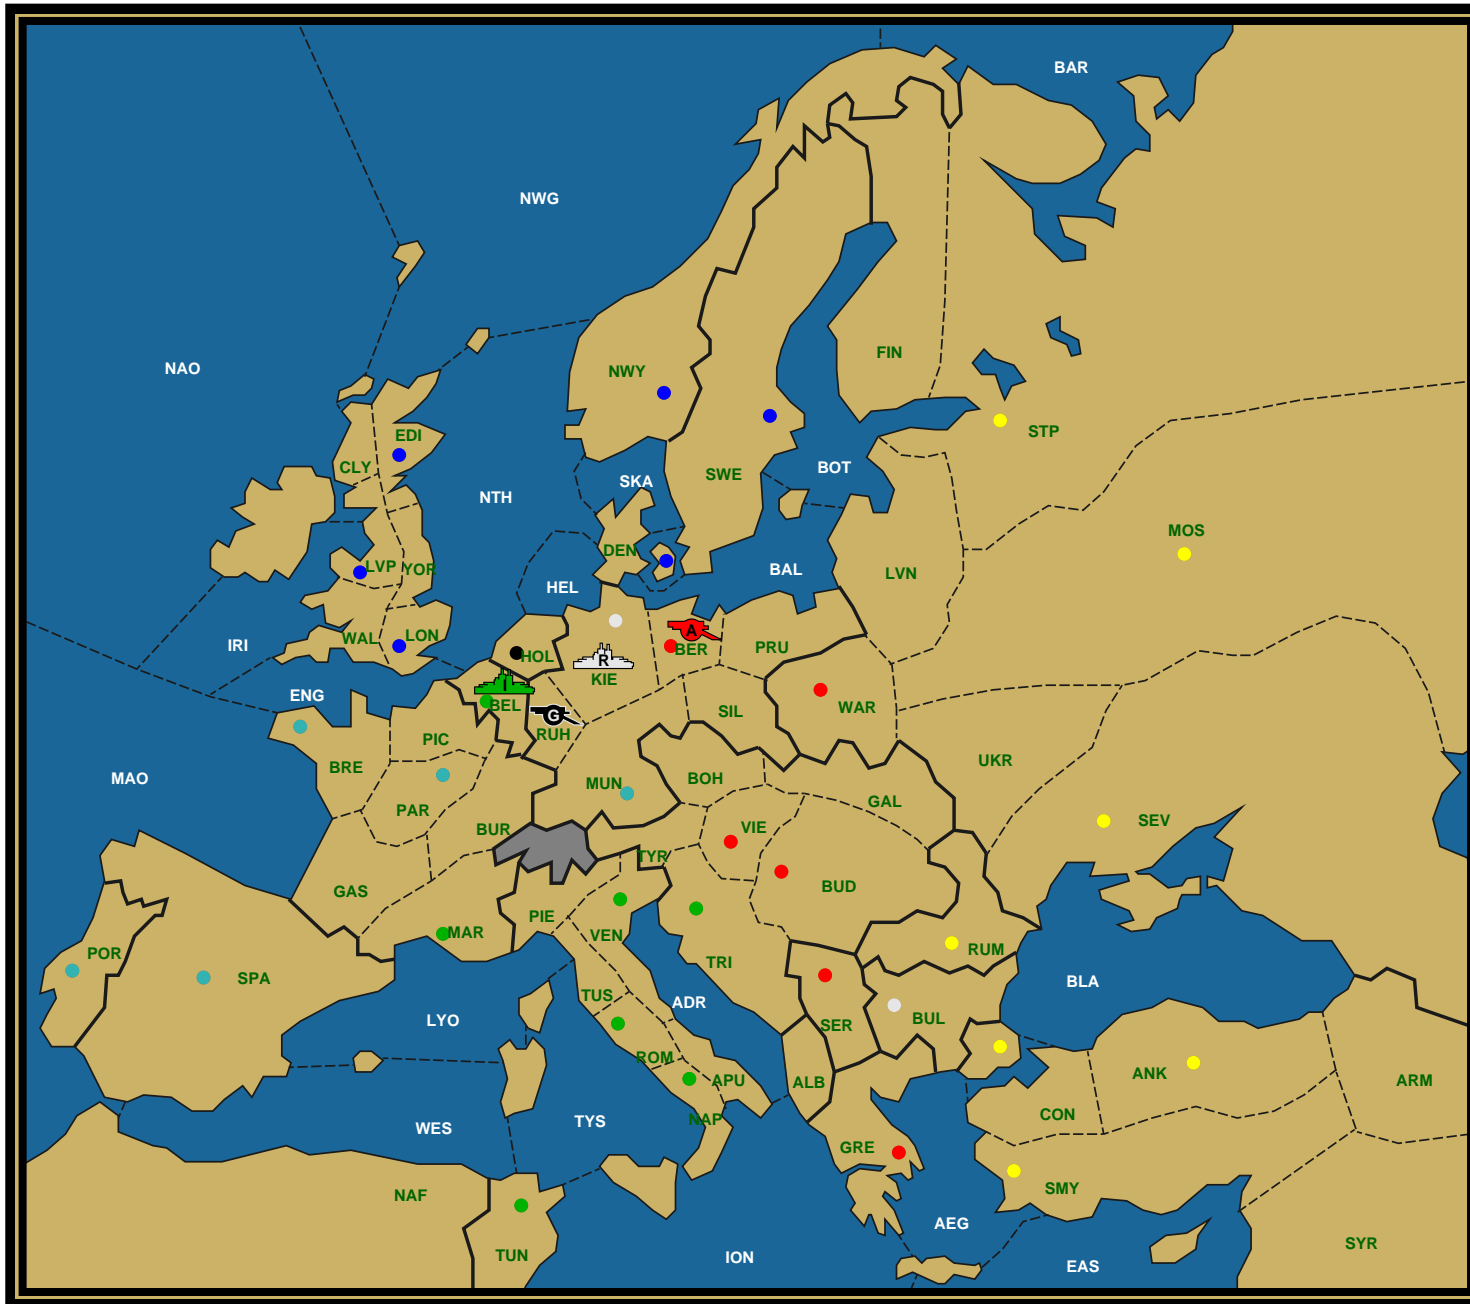 BAR
NWG
NAO
FIN
NWY
STP
EDI
CLY
SKA
BOT
SWE
NTH
MOS
DEN
LVP
YOR
BAL
LVN
HEL
IRI
WAL
LON
HOL
A
BER
PRU
R
KIE
ENG
I
BEL
G
RUH
SIL
WAR
PIC
BRE
UKR
MAO
MUN
BOH
GAL
PAR
BUR
VIE
SEV
TYR
GAS
BUD
PIE
MAR
VEN
POR
SPA
TRI
RUM
BLA
TUS
ADR
LYO
BUL
SER
ROM
APU
ALB
ANK
ARM
CON
NAP
WES
TYS
GRE
NAF
SMY
AEG
TUN
ION
EAS
SYR